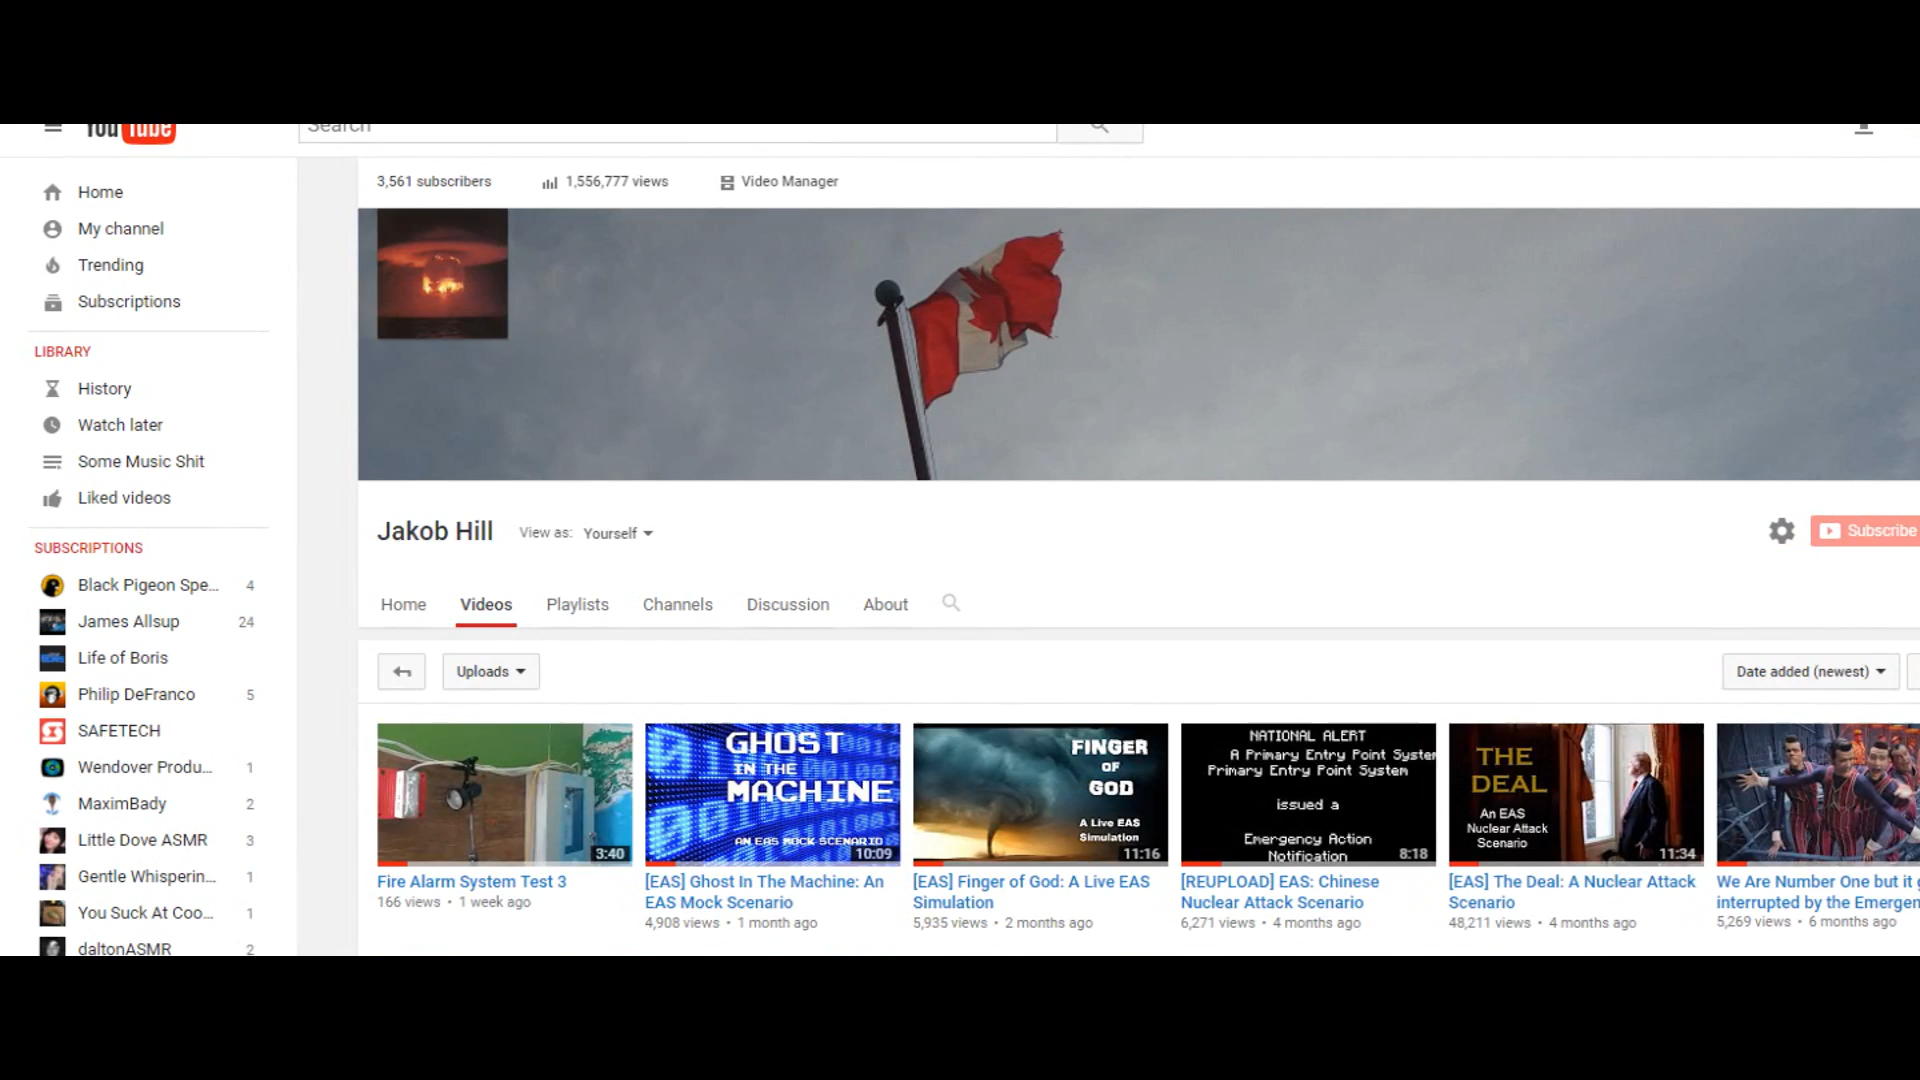 YouTube
Search
3,561 subscribers
1,556,777 views
Video Manager
Home
My channel
Trending
Subscriptions
LIBRARY
History
Watch later
Some Music Shit
Liked videos
SUBSCRIPTIONS
Black Pigeon Spe... 4
James Allsup 24
Life of Boris
Philip DeFranco 5
SAFETECH
Wendover Produ... 1
MaximBady 2
Little Dove ASMR 3
Gentle Whisperin... 1
You Suck At Coo... 1
daltonASMR 2
Jakob Hill
View as: Yourself
Subscribe
Home Videos Playlists Channels Discussion About
Uploads
Date added (newest)
3:40
Fire Alarm System Test 3
166 views • 1 week ago
GHOST
IN THE
MACHINE
AN EAS MOCK SCENARIO
10:09
[EAS] Ghost In The Machine: An
EAS Mock Scenario
4,908 views • 1 month ago
FINGER
OF
GOD
A Live EAS
Simulation
11:16
[EAS] Finger of God: A Live EAS
Simulation
5,935 views • 2 months ago
NATIONAL ALERT
A Primary Entry Point System
Primary Entry Point System
issued a
Emergency Action
Notification
8:18
[REUPLOAD] EAS: Chinese
Nuclear Attack Scenario
6,271 views • 4 months ago
THE
DEAL
An EAS
Nuclear Attack
Scenario
11:34
[EAS] The Deal: A Nuclear Attack
Scenario
48,211 views • 4 months ago
We Are Number One but it g
interrupted by the Emergen
5,269 views • 6 months ago